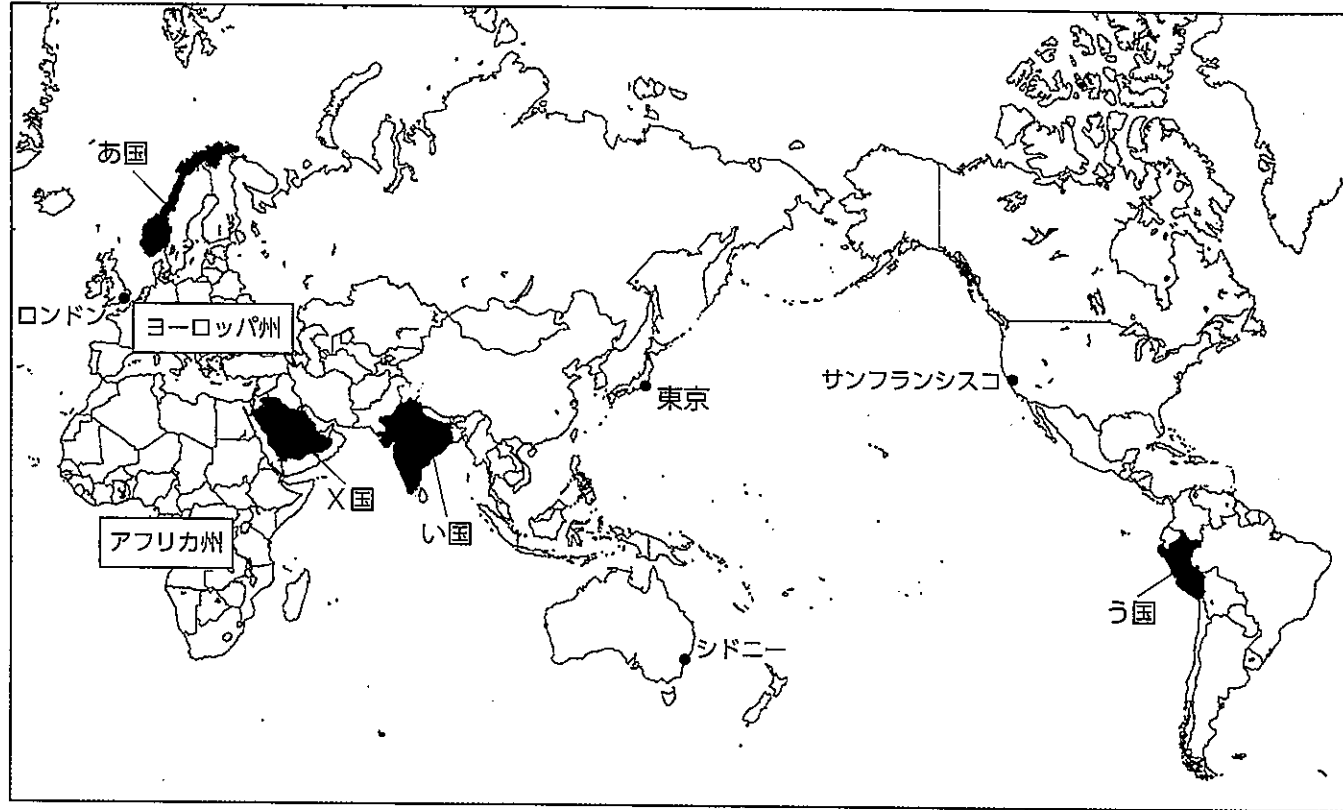 あ国
ロンドン
ヨーロッパ州
東京
サンフランシスコ
X国
い国
アフリカ州
う国
シドニー